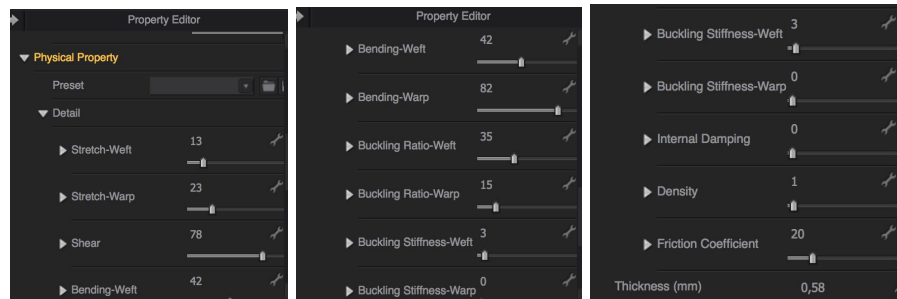 Property Editor
Physical Property
Preset
Detail
Stretch-Weft 13
Stretch-Warp 23
Shear 78
Bending-Weft 42
Property Editor
Bending-Weft 42
Bending-Warp 82
Buckling Ratio-Weft 35
Buckling Ratio-Warp 15
Buckling Stiffness-Weft 3
Buckling Stiffness-Warp 0
Buckling Stiffness-Weft 3
Buckling Stiffness-Warp 0
Internal Damping 0
Density 1
Friction Coefficient 20
Thickness (mm) 0,58